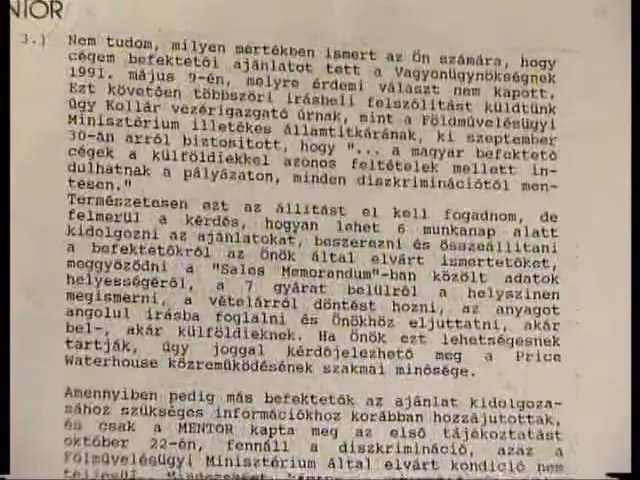 NIOR
3.) Nem tudom, milyen mértékben ismert az Ön számára, hogy
cégem befektetői ajánlatot tett a Vagyonügynökségnek
1991. május 9-én, melyre érdemi választ nem kapott.
Ezt követően többszöri írásbeli felszólítást küldtünk
úgy Kollár vezérigazgató úrnak, mint a Földmüvelésügyi
Minisztérium illetékes államtitkárának, ki szeptember
30-án arról biztosított, hogy "... a magyar befektető
cégek a külföldiekkel azonos feltételek mellett in-
dulhatnak a pályázaton, minden diszkriminációtól men-
tesen."
Természetesen ezt az állítást el kell fogadnom, de
felmerül a kérdés, hogyan lehet 6 munkanap alatt
kidolgozni az ajánlatokat, beszerezni és összeállítani
a befektetőkről az Önök által elvárt ismertetőket,
meggyőződni a "Sales Memorandum"-ban közölt adatok
helyességéről, a 7 gyárat belülről a helyszínen
megismerni, a vételárról döntést hozni, az anyagot
angolul írásba foglalni és Önökhöz eljuttatni, akár
bel-, akár külföldieknek. Ha Önök ezt lehetségesnek
tartják, úgy joggal kérdőjelezhető meg a Price
Waterhouse közremüködésének szakmai minősége.
Amennyiben pedig más befektetők az ajánlat kidolgozá-
sához szükséges információkhoz korábban hozzájutottak,
és csak a MENTOR kapta meg az első tájékoztatást
október 22-én, fennáll a diszkrimináció, azaz a
Földmüvelésügyi Minisztérium által elvárt kondíció nem
teljesül.